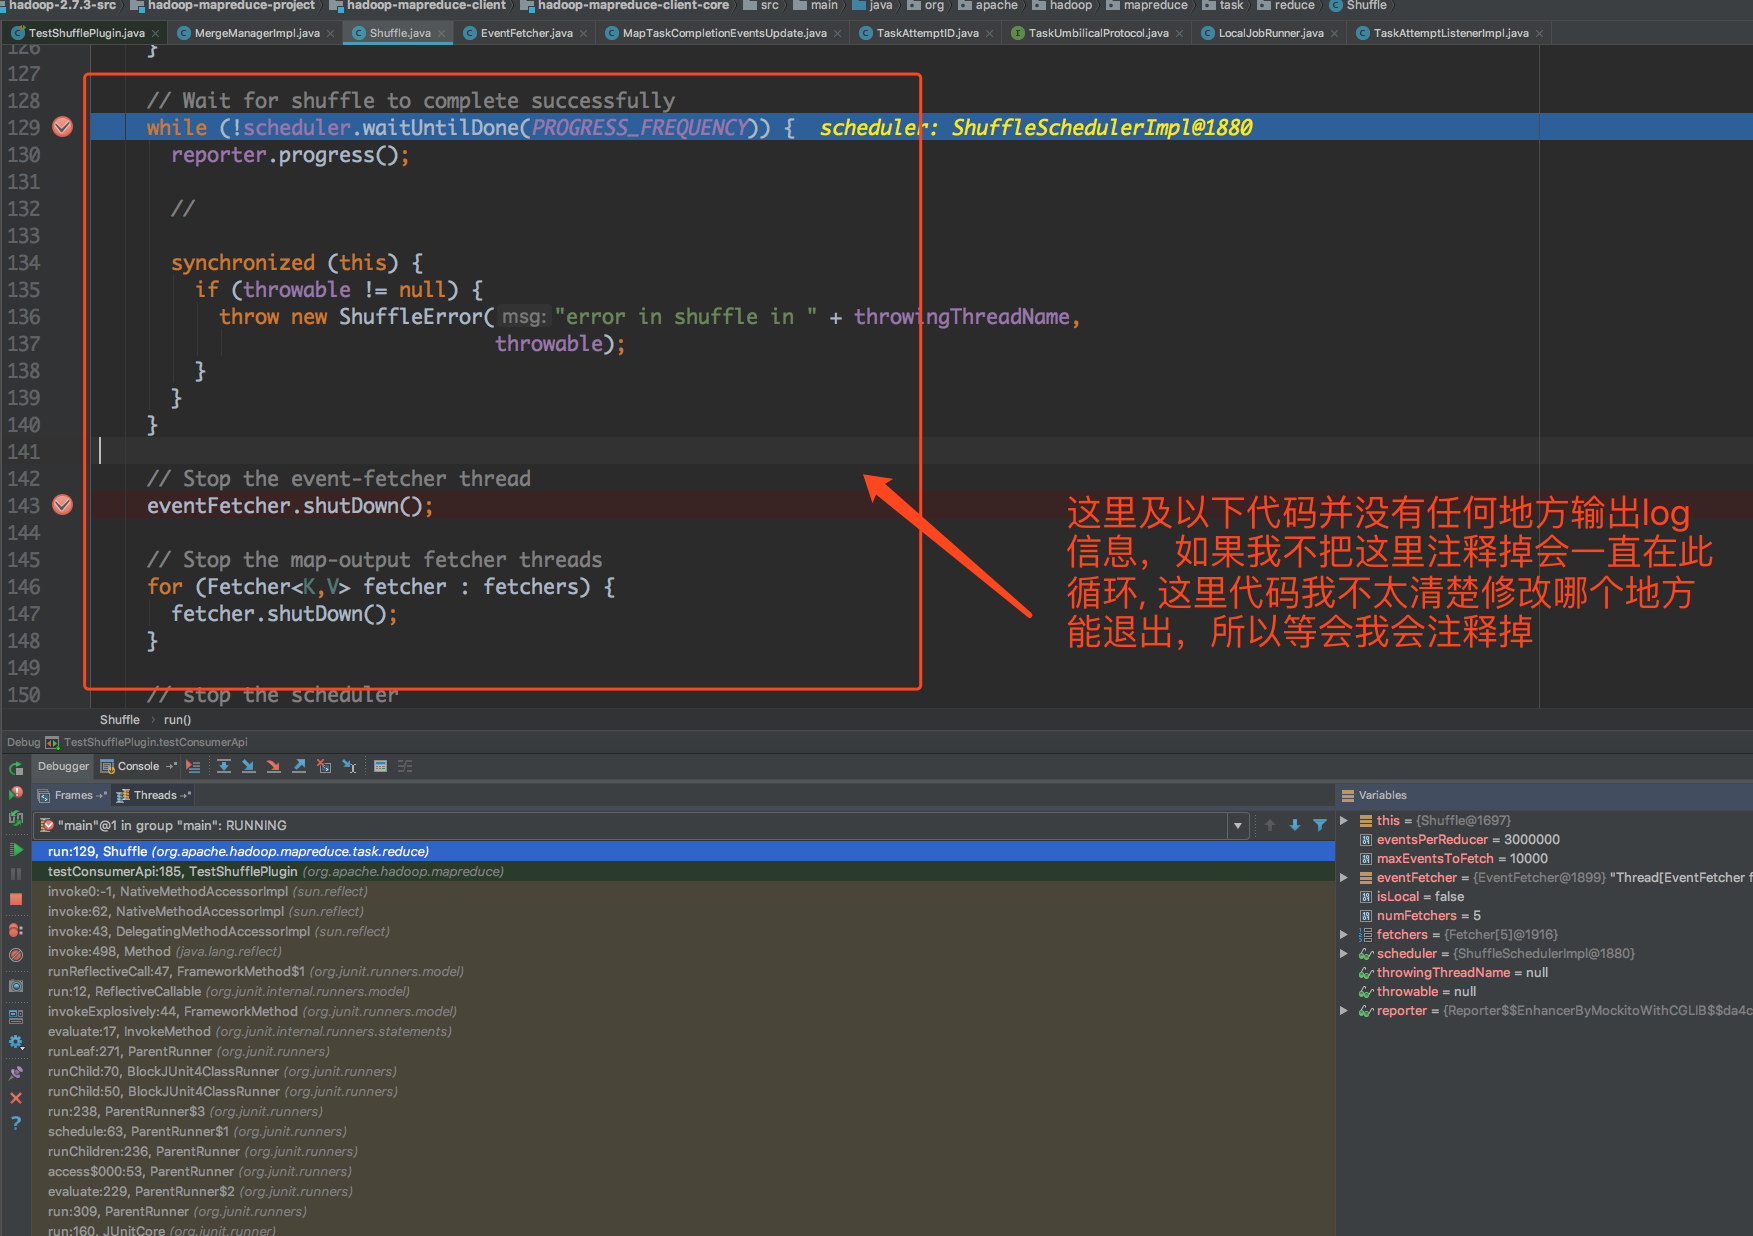 hadoop-2.7.3-src hadoop-mapreduce-project hadoop-mapreduce-client hadoop-mapreduce-client-core src main java org apache hadoop mapreduce task reduce Shuffle
TestShufflePlugin.java MergeManagerImpl.java Shuffle.java EventFetcher.java MapTaskCompletionEventsUpdate.java TaskAttemptID.java TaskUmbilicalProtocol.java LocalJobRunner.java TaskAttemptListenerImpl.java
126 }
127
128 // Wait for shuffle to complete successfully
129 while (!scheduler.waitUntilDone(PROGRESS_FREQUENCY)) { scheduler: ShuffleSchedulerImpl@1880
130 reporter.progress();
131
132 //
133
134 synchronized (this) {
135 if (throwable != null) {
136 throw new ShuffleError( msg: "error in shuffle in " + throwingThreadName,
137 throwable);
138 }
139 }
140 }
141
142 // Stop the event-fetcher thread
143 eventFetcher.shutDown();
144
145 // Stop the map-output fetcher threads
146 for (Fetcher<K,V> fetcher : fetchers) {
147 fetcher.shutDown();
148 }
149
150 // stop the scheduler
这里及以下代码并没有任何地方输出log
信息，如果我不把这里注释掉会一直在此
循环, 这里代码我不太清楚修改哪个地方
能退出，所以等会我会注释掉
Shuffle run()
Debug TestShufflePlugin.testConsumerApi
Debugger Console
Frames Threads
"main"@1 in group "main": RUNNING
run:129, Shuffle (org.apache.hadoop.mapreduce.task.reduce)
testConsumerApi:185, TestShufflePlugin (org.apache.hadoop.mapreduce)
invoke0:-1, NativeMethodAccessorImpl (sun.reflect)
invoke:62, NativeMethodAccessorImpl (sun.reflect)
invoke:43, DelegatingMethodAccessorImpl (sun.reflect)
invoke:498, Method (java.lang.reflect)
runReflectiveCall:47, FrameworkMethod$1 (org.junit.runners.model)
run:12, ReflectiveCallable (org.junit.internal.runners.model)
invokeExplosively:44, FrameworkMethod (org.junit.runners.model)
evaluate:17, InvokeMethod (org.junit.internal.runners.statements)
runLeaf:271, ParentRunner (org.junit.runners)
runChild:70, BlockJUnit4ClassRunner (org.junit.runners)
runChild:50, BlockJUnit4ClassRunner (org.junit.runners)
run:238, ParentRunner$3 (org.junit.runners)
schedule:63, ParentRunner$1 (org.junit.runners)
runChildren:236, ParentRunner (org.junit.runners)
access$000:53, ParentRunner (org.junit.runners)
evaluate:229, ParentRunner$2 (org.junit.runners)
run:309, ParentRunner (org.junit.runners)
run:160, JUnitCore (org.junit.runner)
Variables
this = {Shuffle@1697}
eventsPerReducer = 3000000
maxEventsToFetch = 10000
eventFetcher = {EventFetcher@1899} "Thread[EventFetcher f
isLocal = false
numFetchers = 5
fetchers = {Fetcher[5]@1916}
scheduler = {ShuffleSchedulerImpl@1880}
throwingThreadName = null
throwable = null
reporter = {Reporter$$EnhancerByMockitoWithCGLIB$$da4c